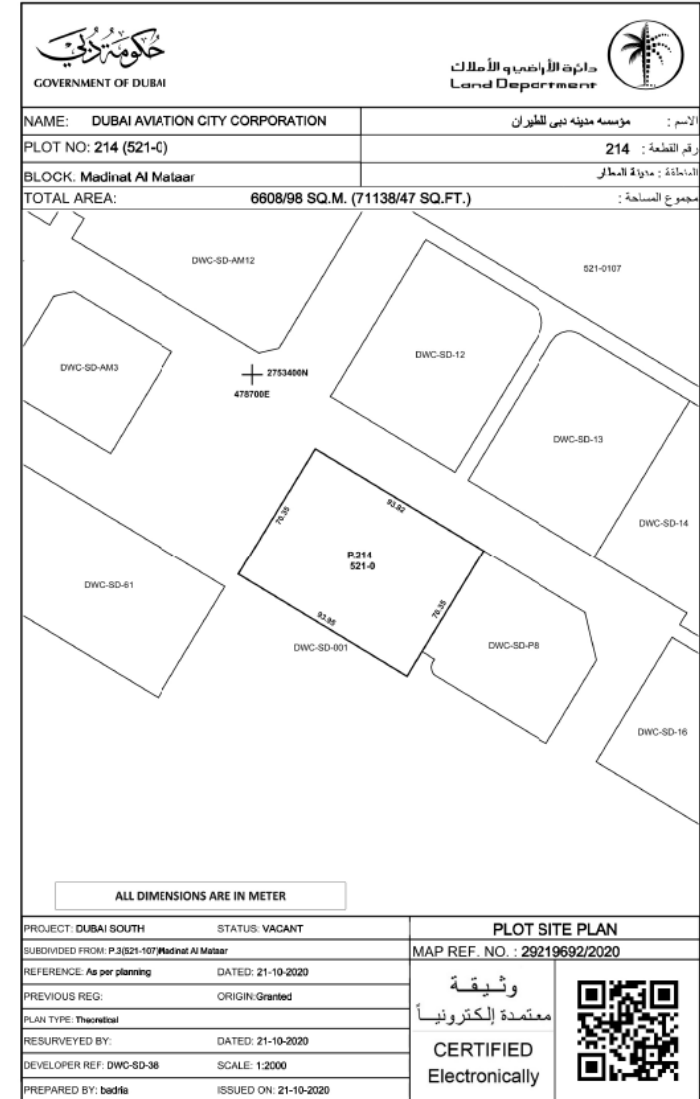 حكومة دبي
GOVERNMENT OF DUBAI
دائرة الأراضي و الأملاك
Land Department
NAME: DUBAI AVIATION CITY CORPORATION
الاسم : مؤسسه مدينه دبى للطيران
PLOT NO: 214 (521-0)
رقم القطعة : 214
BLOCK. Madinat Al Mataar
المنطقة : مدينة المطار
TOTAL AREA: 6608/98 SQ.M. (71138/47 SQ.FT.)
مجموع المساحة :
DWC-SD-AM12
521-0107
DWC-SD-12
DWC-SD-AM3
2753400N
478700E
DWC-SD-13
93.92
70.35
DWC-SD-14
P.214
521-0
DWC-SD-61
93.95
70.35
DWC-SD-001
DWC-SD-P8
DWC-SD-16
ALL DIMENSIONS ARE IN METER
PROJECT: DUBAI SOUTH STATUS: VACANT
SUBDIVIDED FROM: P.3(521-107)Madinat Al Mataar
REFERENCE: As per planning DATED: 21-10-2020
PREVIOUS REG: ORIGIN:Granted
PLAN TYPE: Theoretical
RESURVEYED BY: DATED: 21-10-2020
DEVELOPER REF: DWC-SD-38 SCALE: 1:2000
PREPARED BY: badria ISSUED ON: 21-10-2020
PLOT SITE PLAN
MAP REF. NO. : 29219692/2020
وثـيـقـة
معتمدة إلكترونيـــاً
CERTIFIED
Electronically